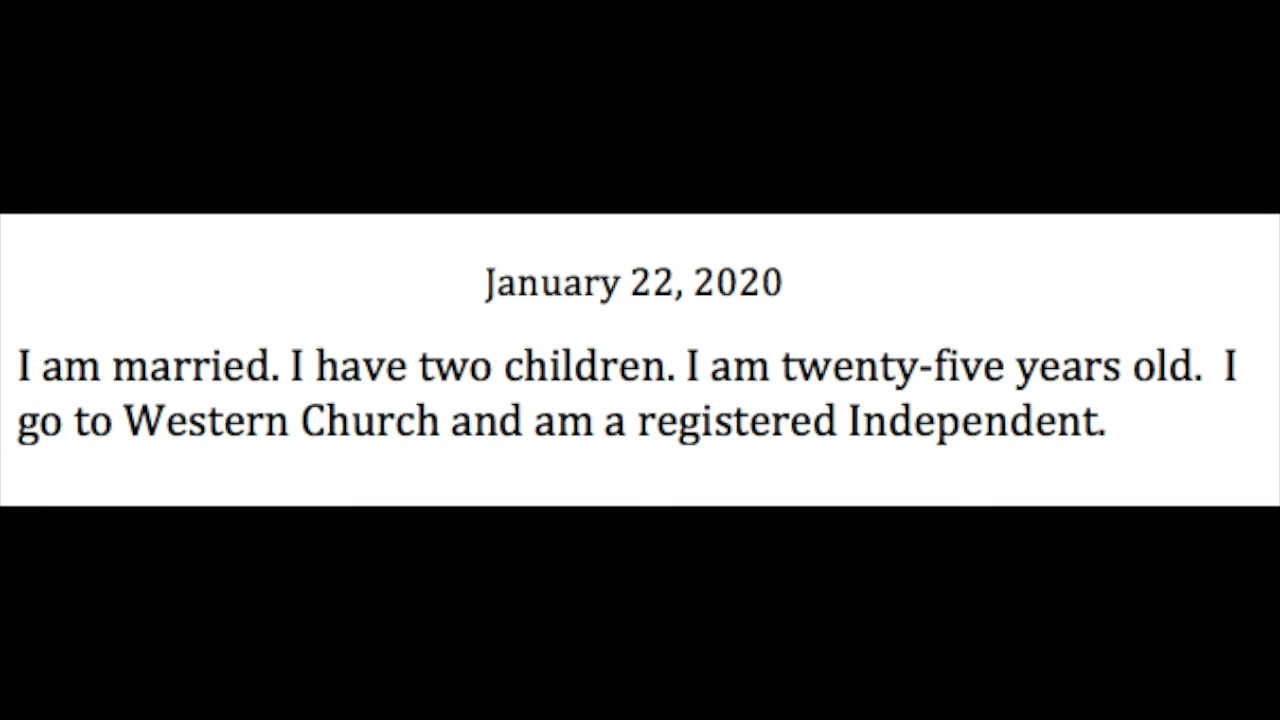 January 22, 2020
I am married. I have two children. I am twenty-five years old.  I
go to Western Church and am a registered Independent.